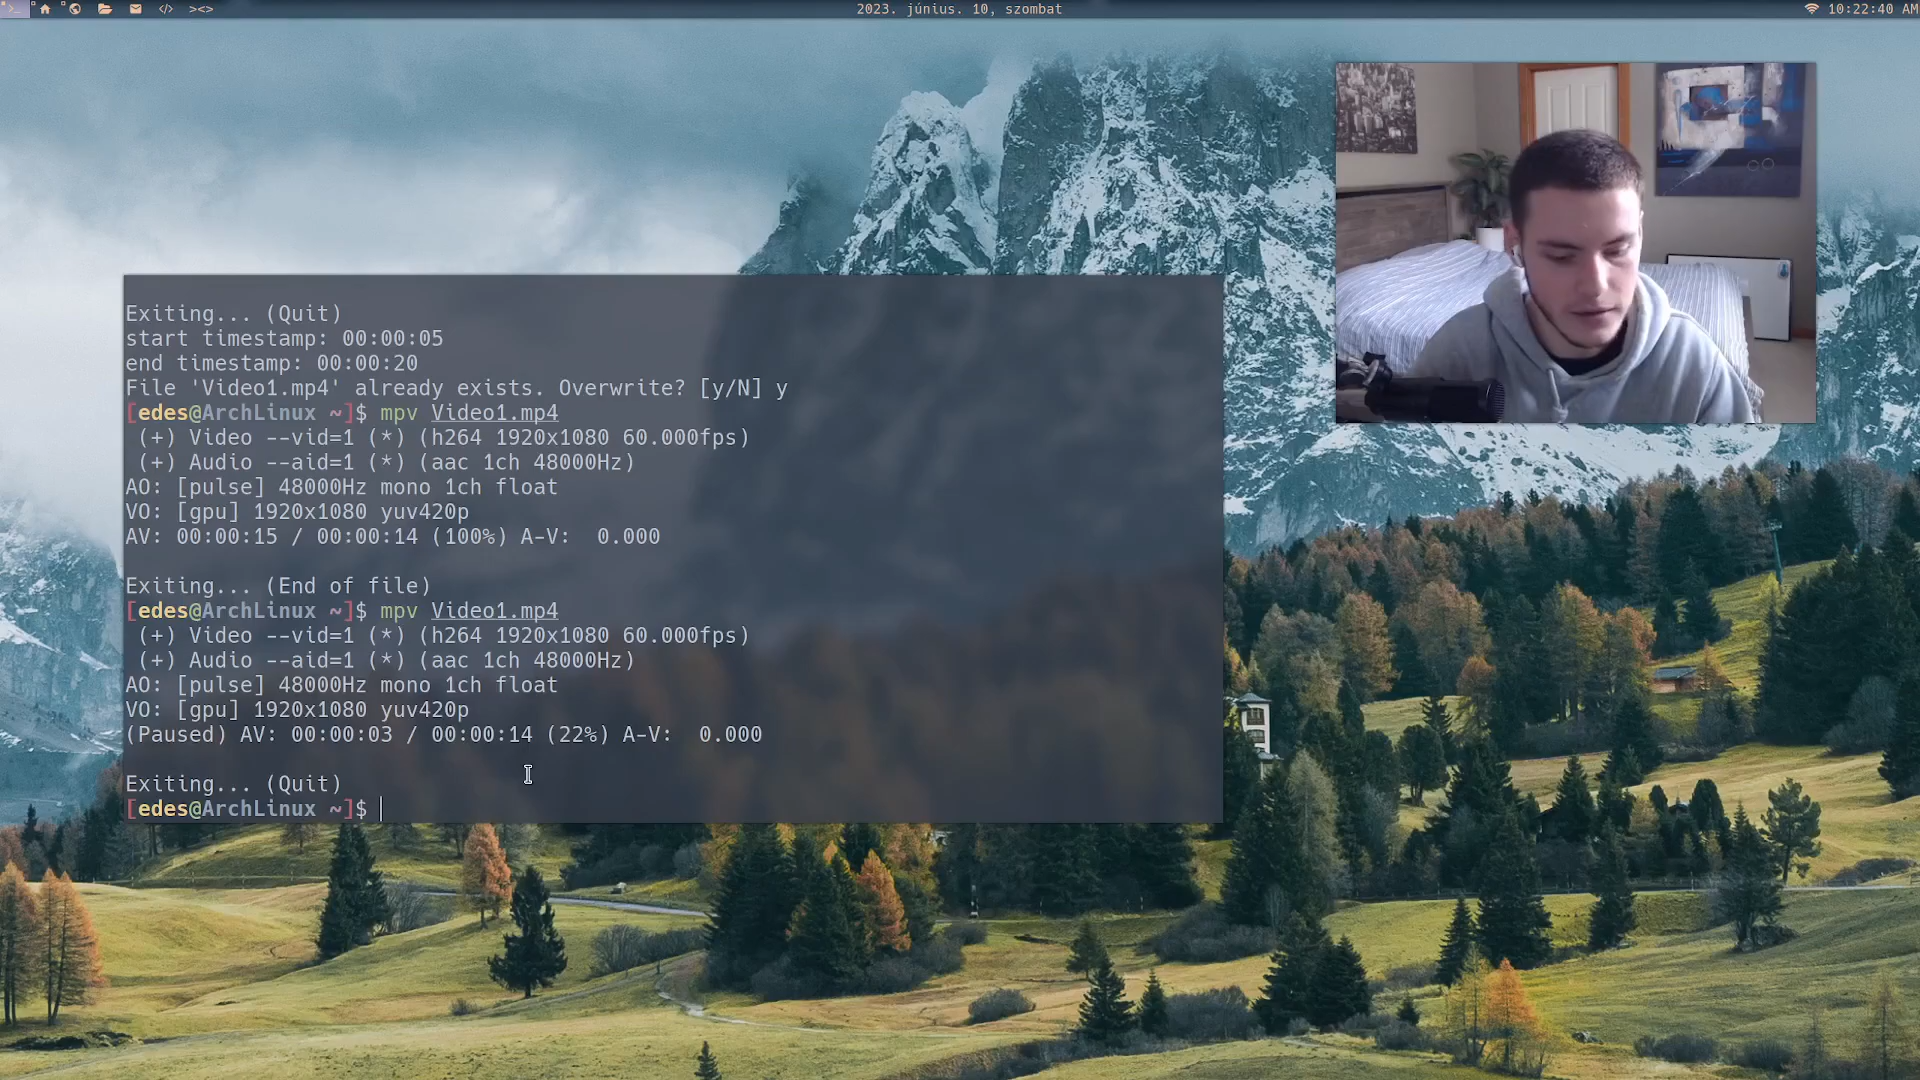 </> ><> 2023. június. 10, szombat 10:22:40 AM
Exiting... (Quit)
start timestamp: 00:00:05
end timestamp: 00:00:20
File 'Video1.mp4' already exists. Overwrite? [y/N] y
[edes@ArchLinux ~]$ mpv Video1.mp4
(+) Video --vid=1 (*) (h264 1920x1080 60.000fps)
(+) Audio --aid=1 (*) (aac 1ch 48000Hz)
AO: [pulse] 48000Hz mono 1ch float
VO: [gpu] 1920x1080 yuv420p
AV: 00:00:15 / 00:00:14 (100%) A-V:  0.000
Exiting... (End of file)
[edes@ArchLinux ~]$ mpv Video1.mp4
(+) Video --vid=1 (*) (h264 1920x1080 60.000fps)
(+) Audio --aid=1 (*) (aac 1ch 48000Hz)
AO: [pulse] 48000Hz mono 1ch float
VO: [gpu] 1920x1080 yuv420p
(Paused) AV: 00:00:03 / 00:00:14 (22%) A-V:  0.000
Exiting... (Quit)
[edes@ArchLinux ~]$